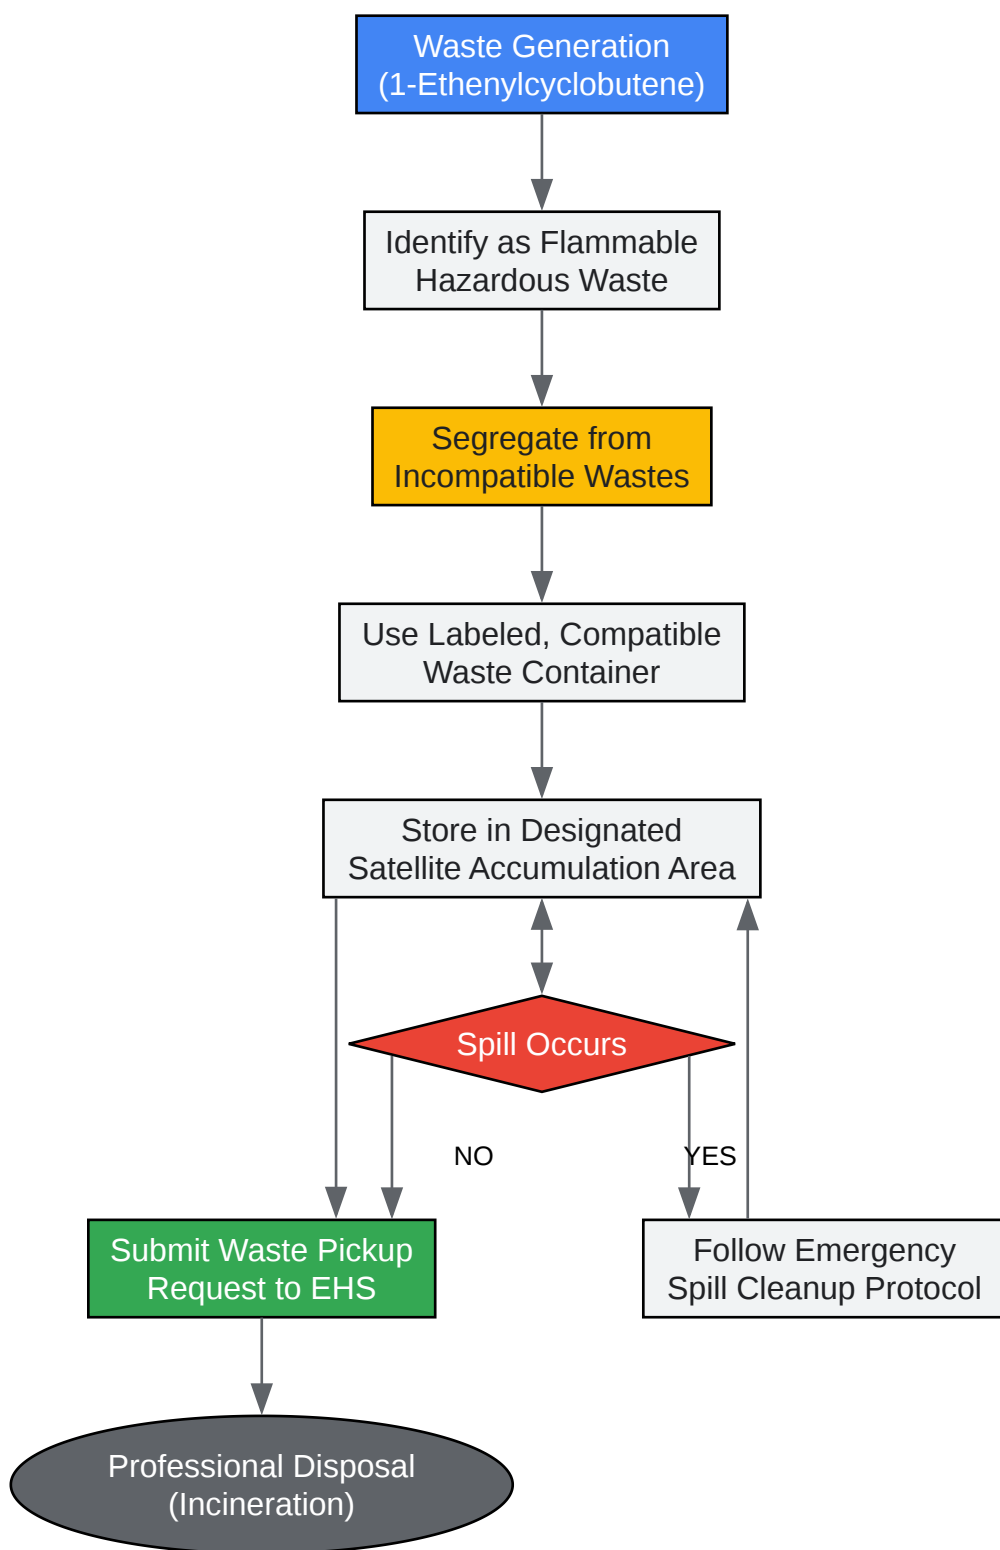 Waste Generation
(1-Ethenylcyclobutene)
Identify as Flammable
Hazardous Waste
Segregate from
Incompatible Wastes
Use Labeled, Compatible
Waste Container
Store in Designated
Satellite Accumulation Area
Spill Occurs
NO
YES
Submit Waste Pickup
Request to EHS
Follow Emergency
Spill Cleanup Protocol
Professional Disposal
(Incineration)